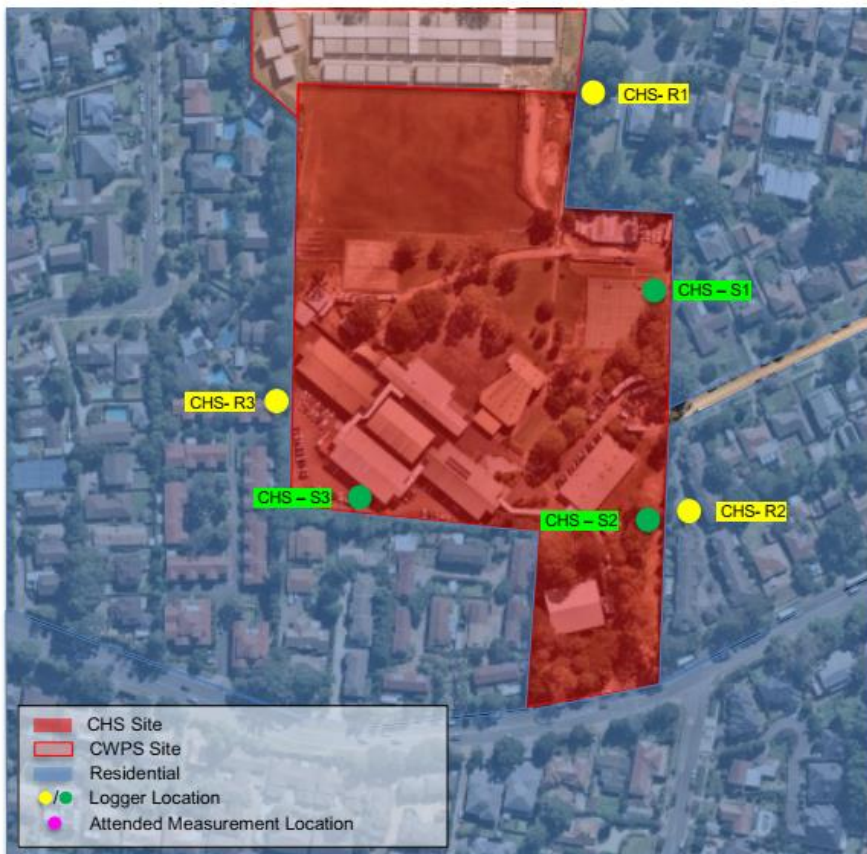 CHS- R1
CHS – S1
CHS- R3
CHS – S3
CHS – S2
CHS- R2
CHS Site
CWPS Site
Residential
/
Logger Location
Attended Measurement Location